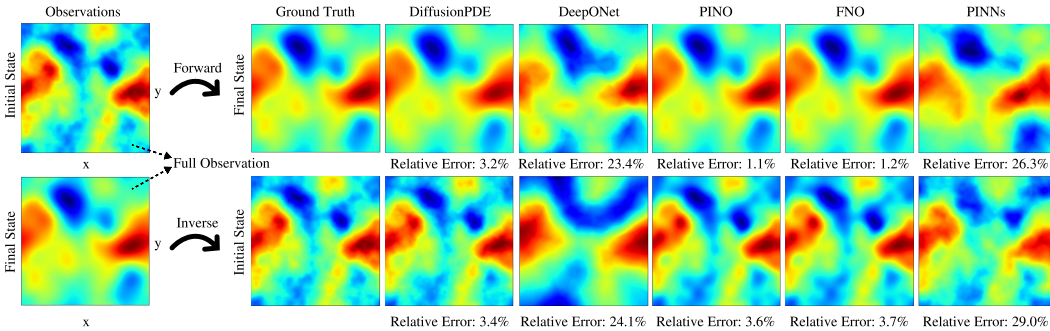 Observations
Ground Truth
DiffusionPDE
DeepONet
PINO
FNO
PINNs
Initial State
y
Forward
Final State
x
Full Observation
Relative Error: 3.2%
Relative Error: 23.4%
Relative Error: 1.1%
Relative Error: 1.2%
Relative Error: 26.3%
Final State
y
Inverse
Initial State
x
Relative Error: 3.4%
Relative Error: 24.1%
Relative Error: 3.6%
Relative Error: 3.7%
Relative Error: 29.0%